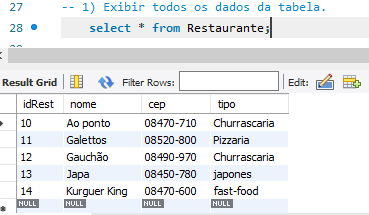 27 -- 1) Exibir todos os dados da tabela.
28 select * from Restaurante;
Result Grid Filter Rows: Edit:
idRest nome cep tipo
10 Ao ponto 08470-710 Churrascaria
11 Galettos 08520-800 Pizzaria
12 Gauchão 08490-970 Churrascaria
13 Japa 08450-780 japones
14 Kurguer King 08470-600 fast-food
NULL NULL NULL NULL